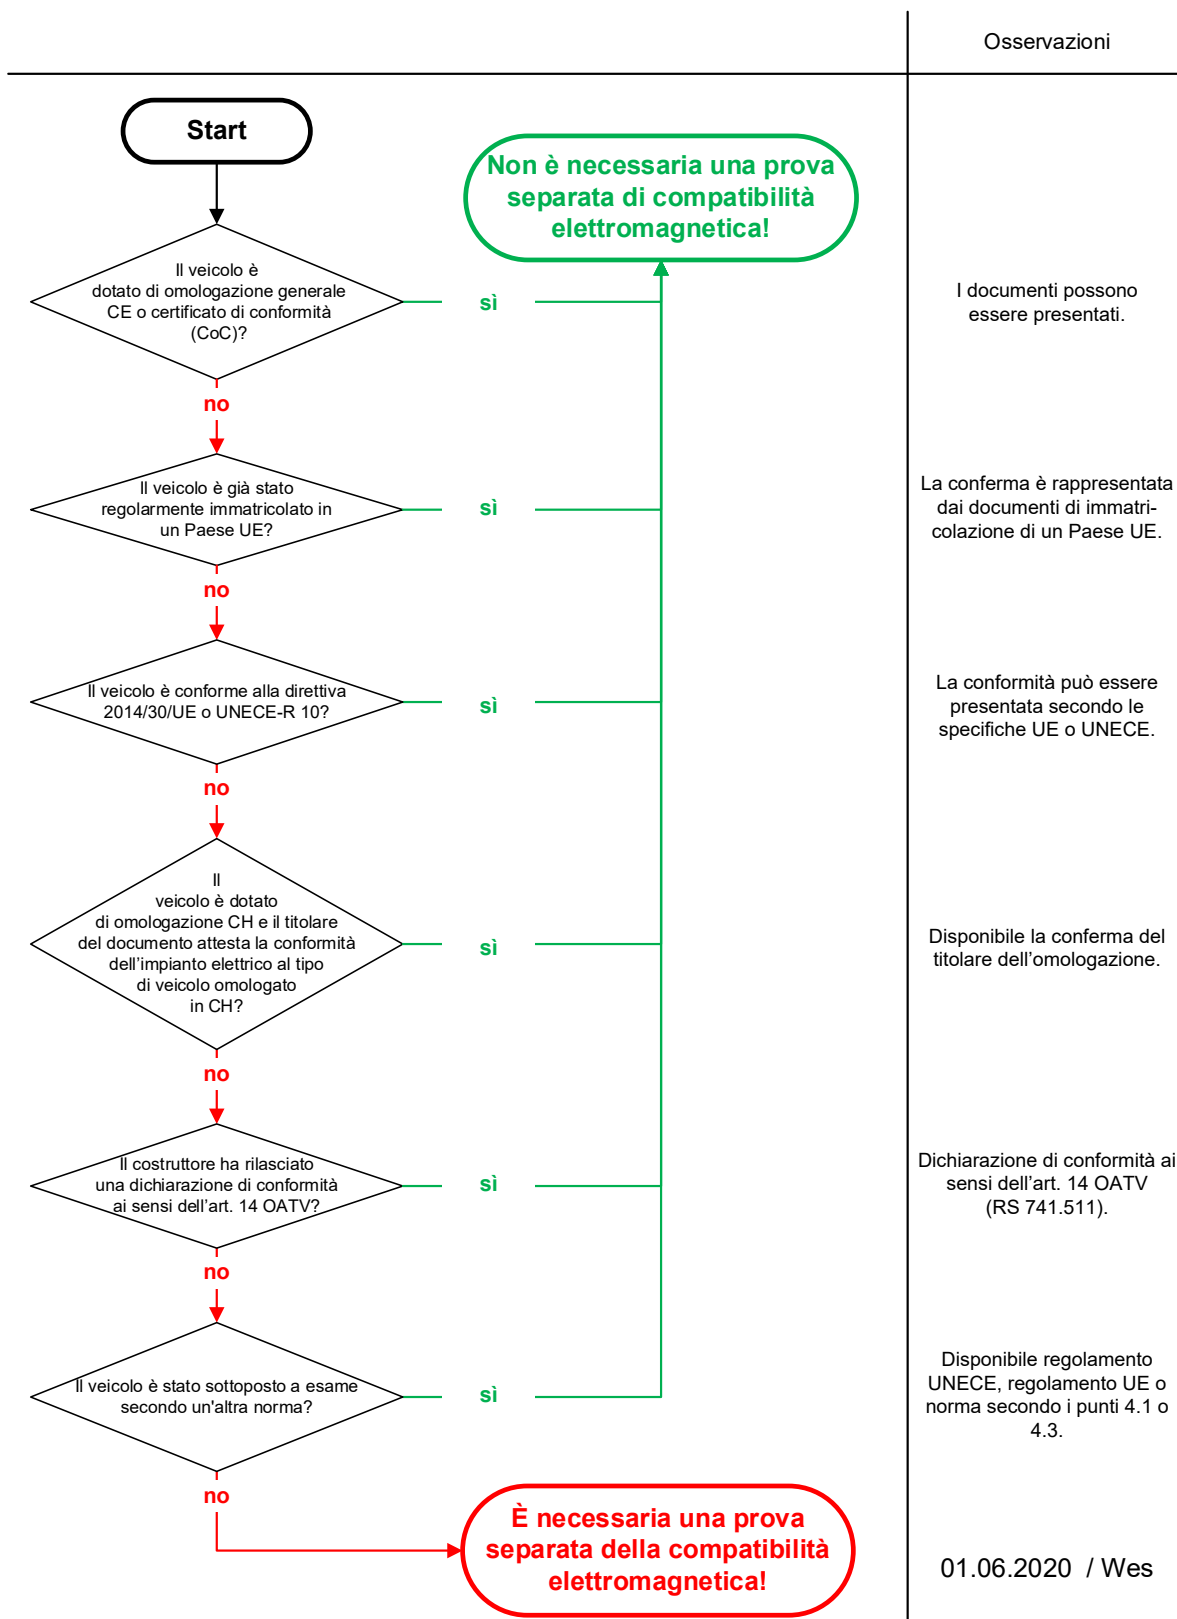 Osservazioni
Start
Non è necessaria una prova
separata di compatibilità
elettromagnetica!
Il veicolo è
dotato di omologazione generale
CE o certificato di conformità
(CoC)?
sì
I documenti possono
essere presentati.
no
Il veicolo è già stato
regolarmente immatricolato in
un Paese UE?
sì
La conferma è rappresentata
dai documenti di immatri-
colazione di un Paese UE.
no
Il veicolo è conforme alla direttiva
2014/30/UE o UNECE-R 10?
sì
La conformità può essere
presentata secondo le
specifiche UE o UNECE.
no
Il
veicolo è dotato
di omologazione CH e il titolare
del documento attesta la conformità
dell'impianto elettrico al tipo
di veicolo omologato
in CH?
sì
Disponibile la conferma del
titolare dell'omologazione.
no
Il costruttore ha rilasciato
una dichiarazione di conformità
ai sensi dell'art. 14 OATV?
sì
Dichiarazione di conformità ai
sensi dell'art. 14 OATV
(RS 741.511).
no
Il veicolo è stato sottoposto a esame
secondo un'altra norma?
sì
Disponibile regolamento
UNECE, regolamento UE o
norma secondo i punti 4.1 o
4.3.
no
È necessaria una prova
separata della compatibilità
elettromagnetica!
01.06.2020 / Wes